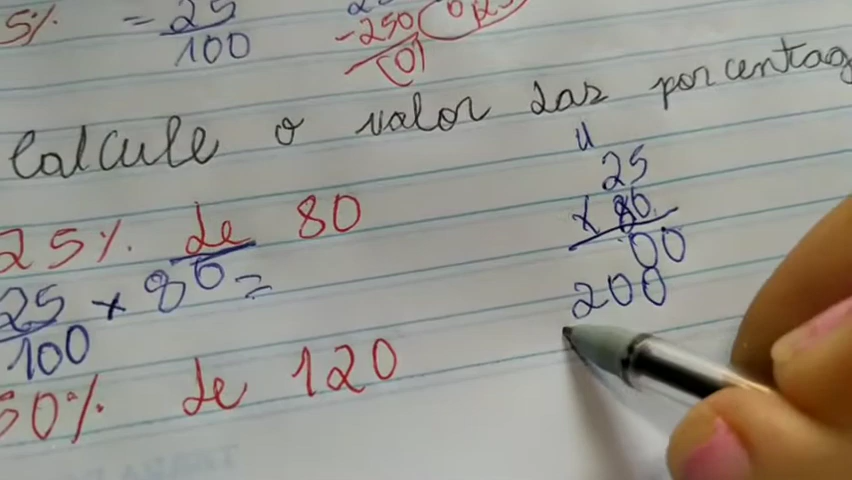 5% = 25
100
-250
(0)
Calcule o valor das porcentag
25% de 80
25 × 80 =
100
50% de 120
25
× 80
00
200